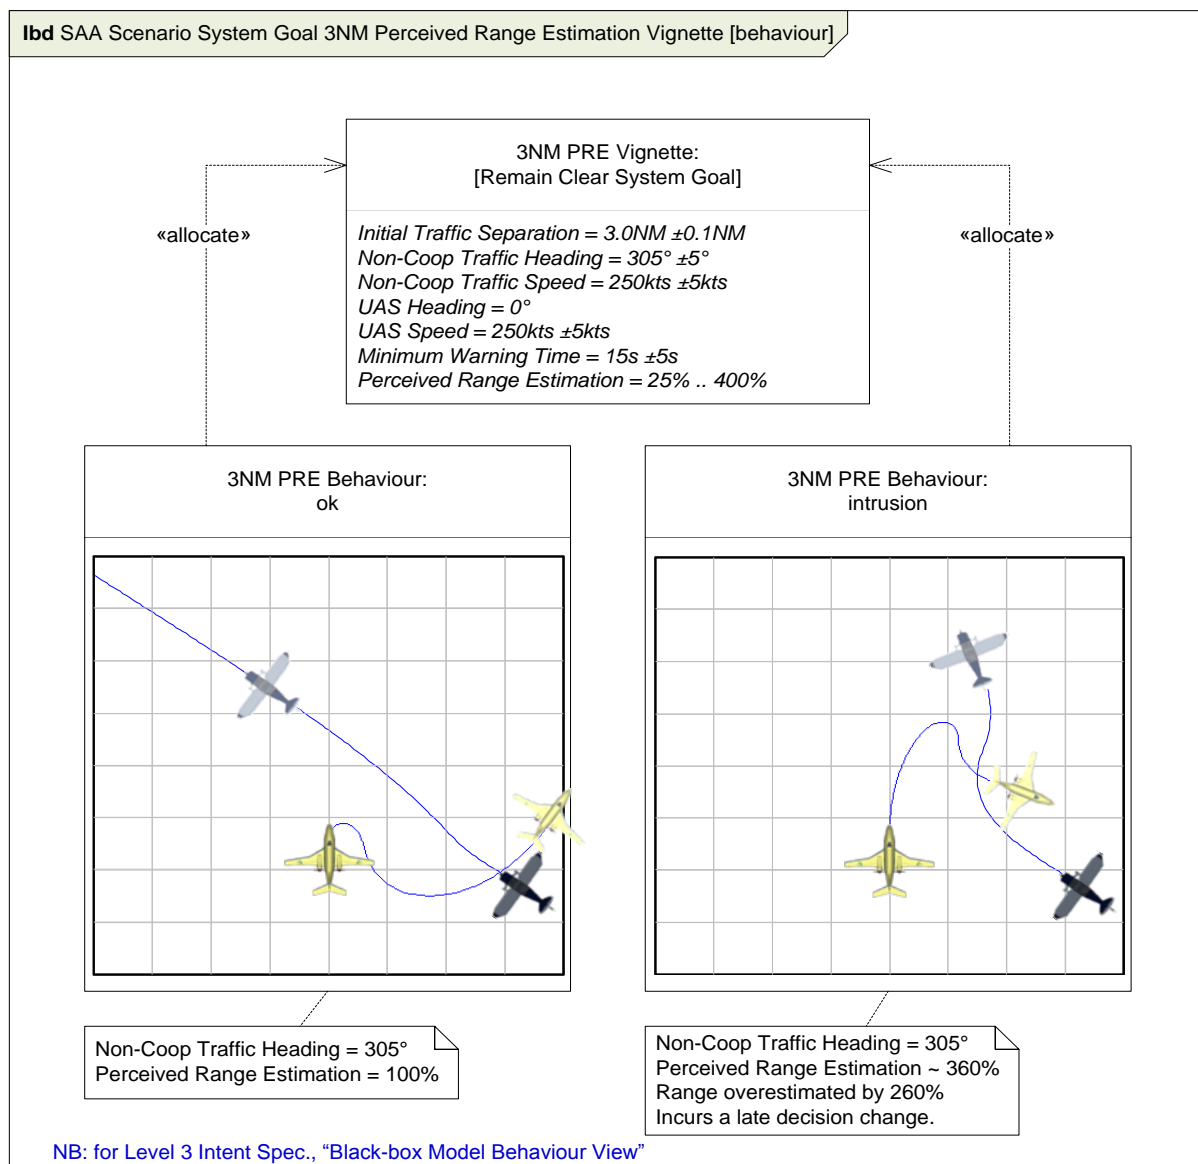 Ibd SAA Scenario System Goal 3NM Perceived Range Estimation Vignette [behaviour]
3NM PRE Vignette:
[Remain Clear System Goal]
Initial Traffic Separation = 3.0NM ±0.1NM
Non-Coop Traffic Heading = 305° ±5°
Non-Coop Traffic Speed = 250kts ±5kts
UAS Heading = 0°
UAS Speed = 250kts ±5kts
Minimum Warning Time = 15s ±5s
Perceived Range Estimation = 25% .. 400%
«allocate»
«allocate»
3NM PRE Behaviour:
ok
3NM PRE Behaviour:
intrusion
Non-Coop Traffic Heading = 305°
Perceived Range Estimation = 100%
Non-Coop Traffic Heading = 305°
Perceived Range Estimation ~ 360%
Range overestimated by 260%
Incurs a late decision change.
NB: for Level 3 Intent Spec., “Black-box Model Behaviour View”